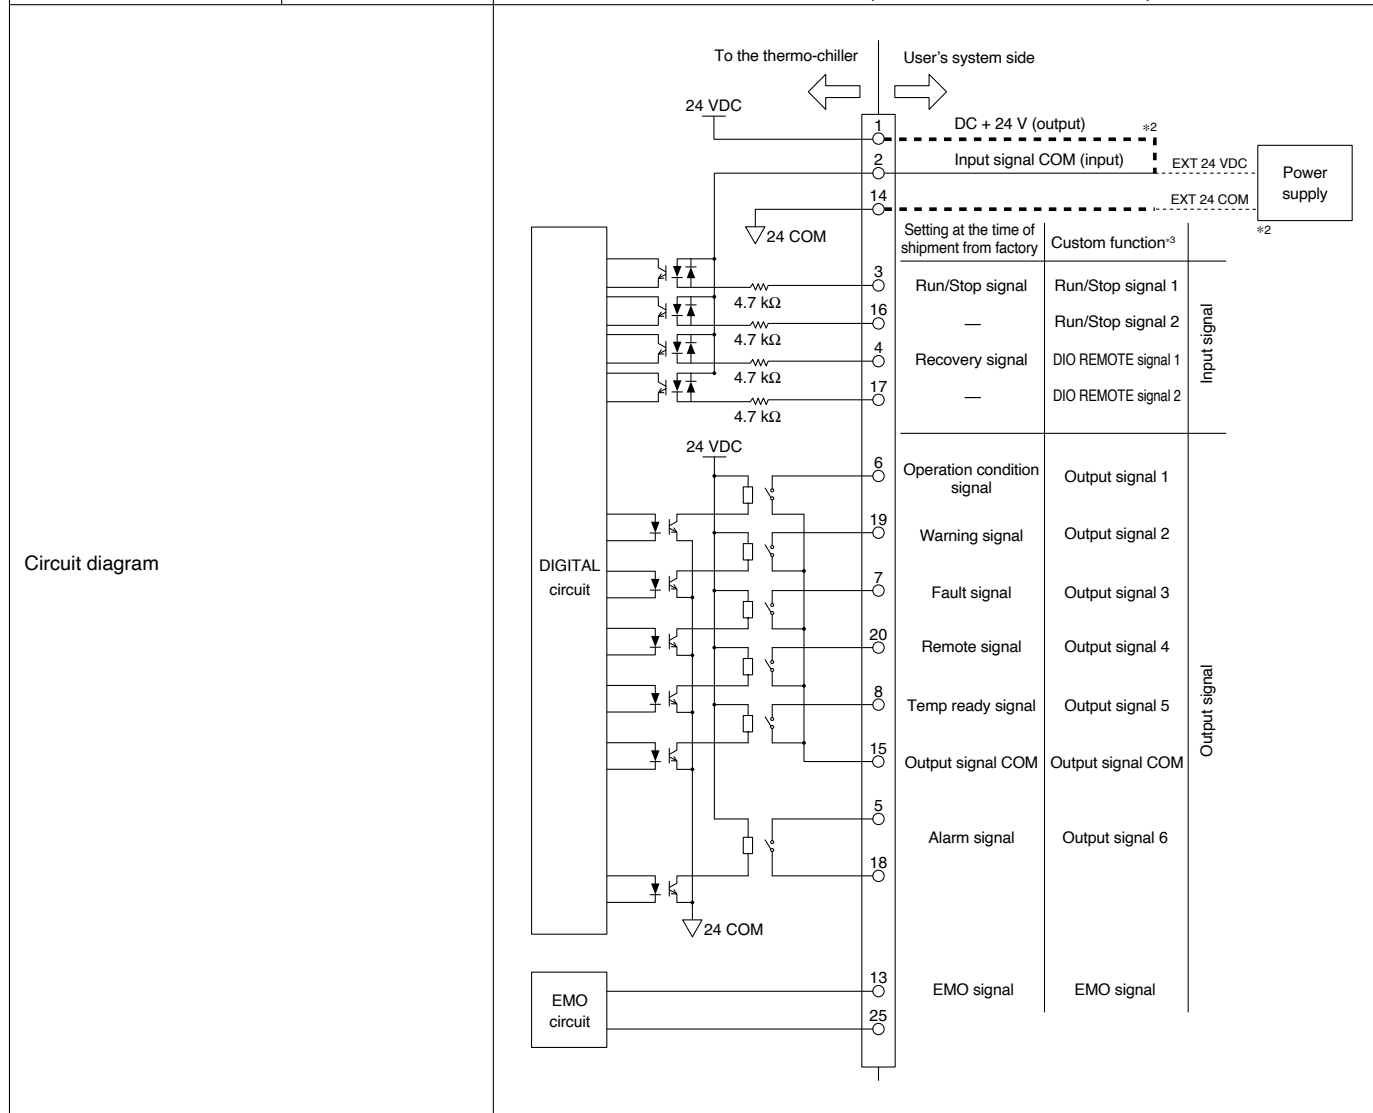 Circuit diagram
To the thermo-chiller
User's system side
24 VDC
1
DC + 24 V (output)
*2
2
Input signal COM (input)
EXT 24 VDC
Power
supply
14
EXT 24 COM
*2
24 COM
Setting at the time of
shipment from factory
Custom function*3
3
Run/Stop signal
Run/Stop signal 1
4.7 kΩ
16
—
Run/Stop signal 2
4.7 kΩ
4
Recovery signal
DIO REMOTE signal 1
4.7 kΩ
17
—
DIO REMOTE signal 2
4.7 kΩ
Input signal
24 VDC
6
Operation condition
signal
Output signal 1
19
Warning signal
Output signal 2
DIGITAL
circuit
7
Fault signal
Output signal 3
20
Remote signal
Output signal 4
8
Temp ready signal
Output signal 5
15
Output signal COM
Output signal COM
Output signal
5
Alarm signal
Output signal 6
18
24 COM
EMO
circuit
13
EMO signal
EMO signal
25